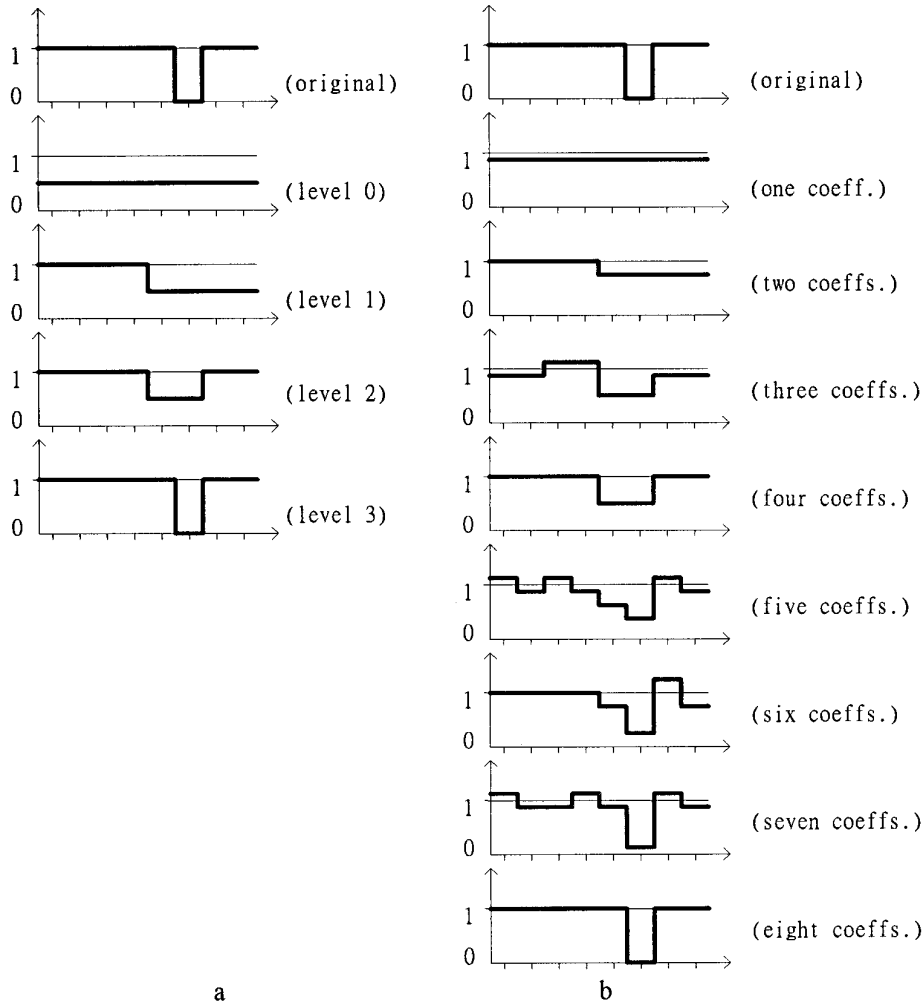 1
0
(original)
1
0
(level 0)
1
0
(level 1)
1
0
(level 2)
1
0
(level 3)
a
1
0
(original)
1
0
(one coeff.)
1
0
(two coeffs.)
1
0
(three coeffs.)
1
0
(four coeffs.)
1
0
(five coeffs.)
1
0
(six coeffs.)
1
0
(seven coeffs.)
1
0
(eight coeffs.)
b